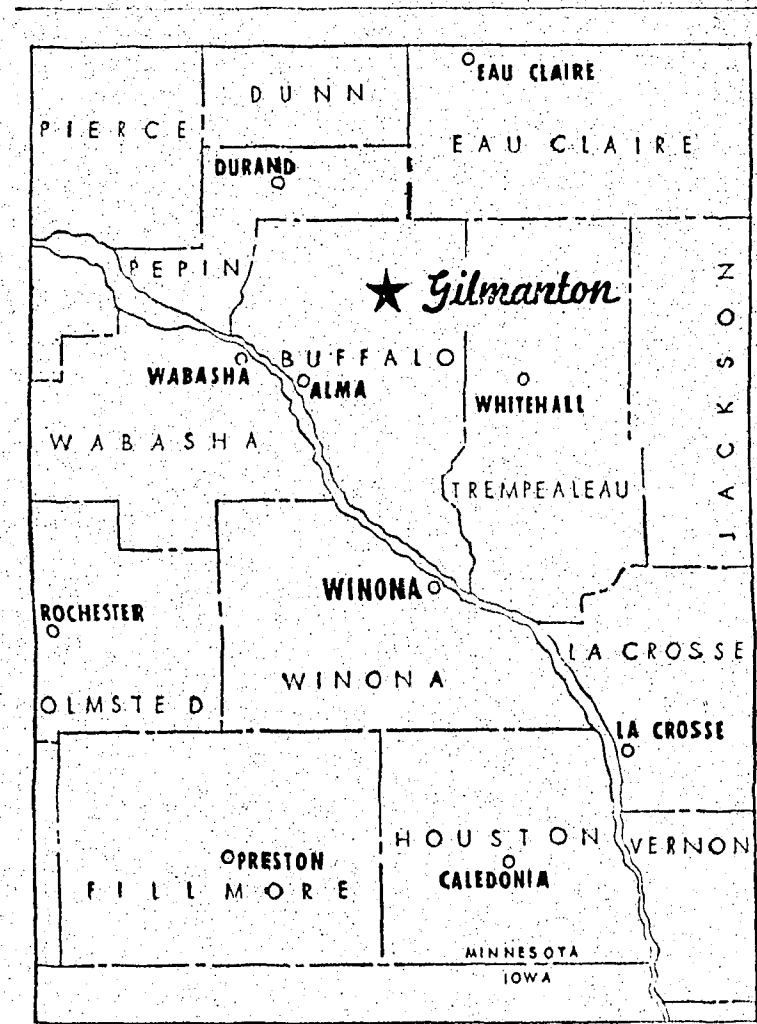 EAU CLAIRE
DUNN
PIERCE
EAU CLAIRE
DURAND
PEPIN
Gilmanton
JACKSON
BUFFALO
WABASHA
ALMA
WHITEHALL
WABASHA
TREMPEALEAU
WINONA
ROCHESTER
LA CROSSE
WINONA
OLMSTED
LA CROSSE
HOUSTON
VERNON
PRESTON
CALEDONIA
FILLMORE
MINNESOTA
IOWA